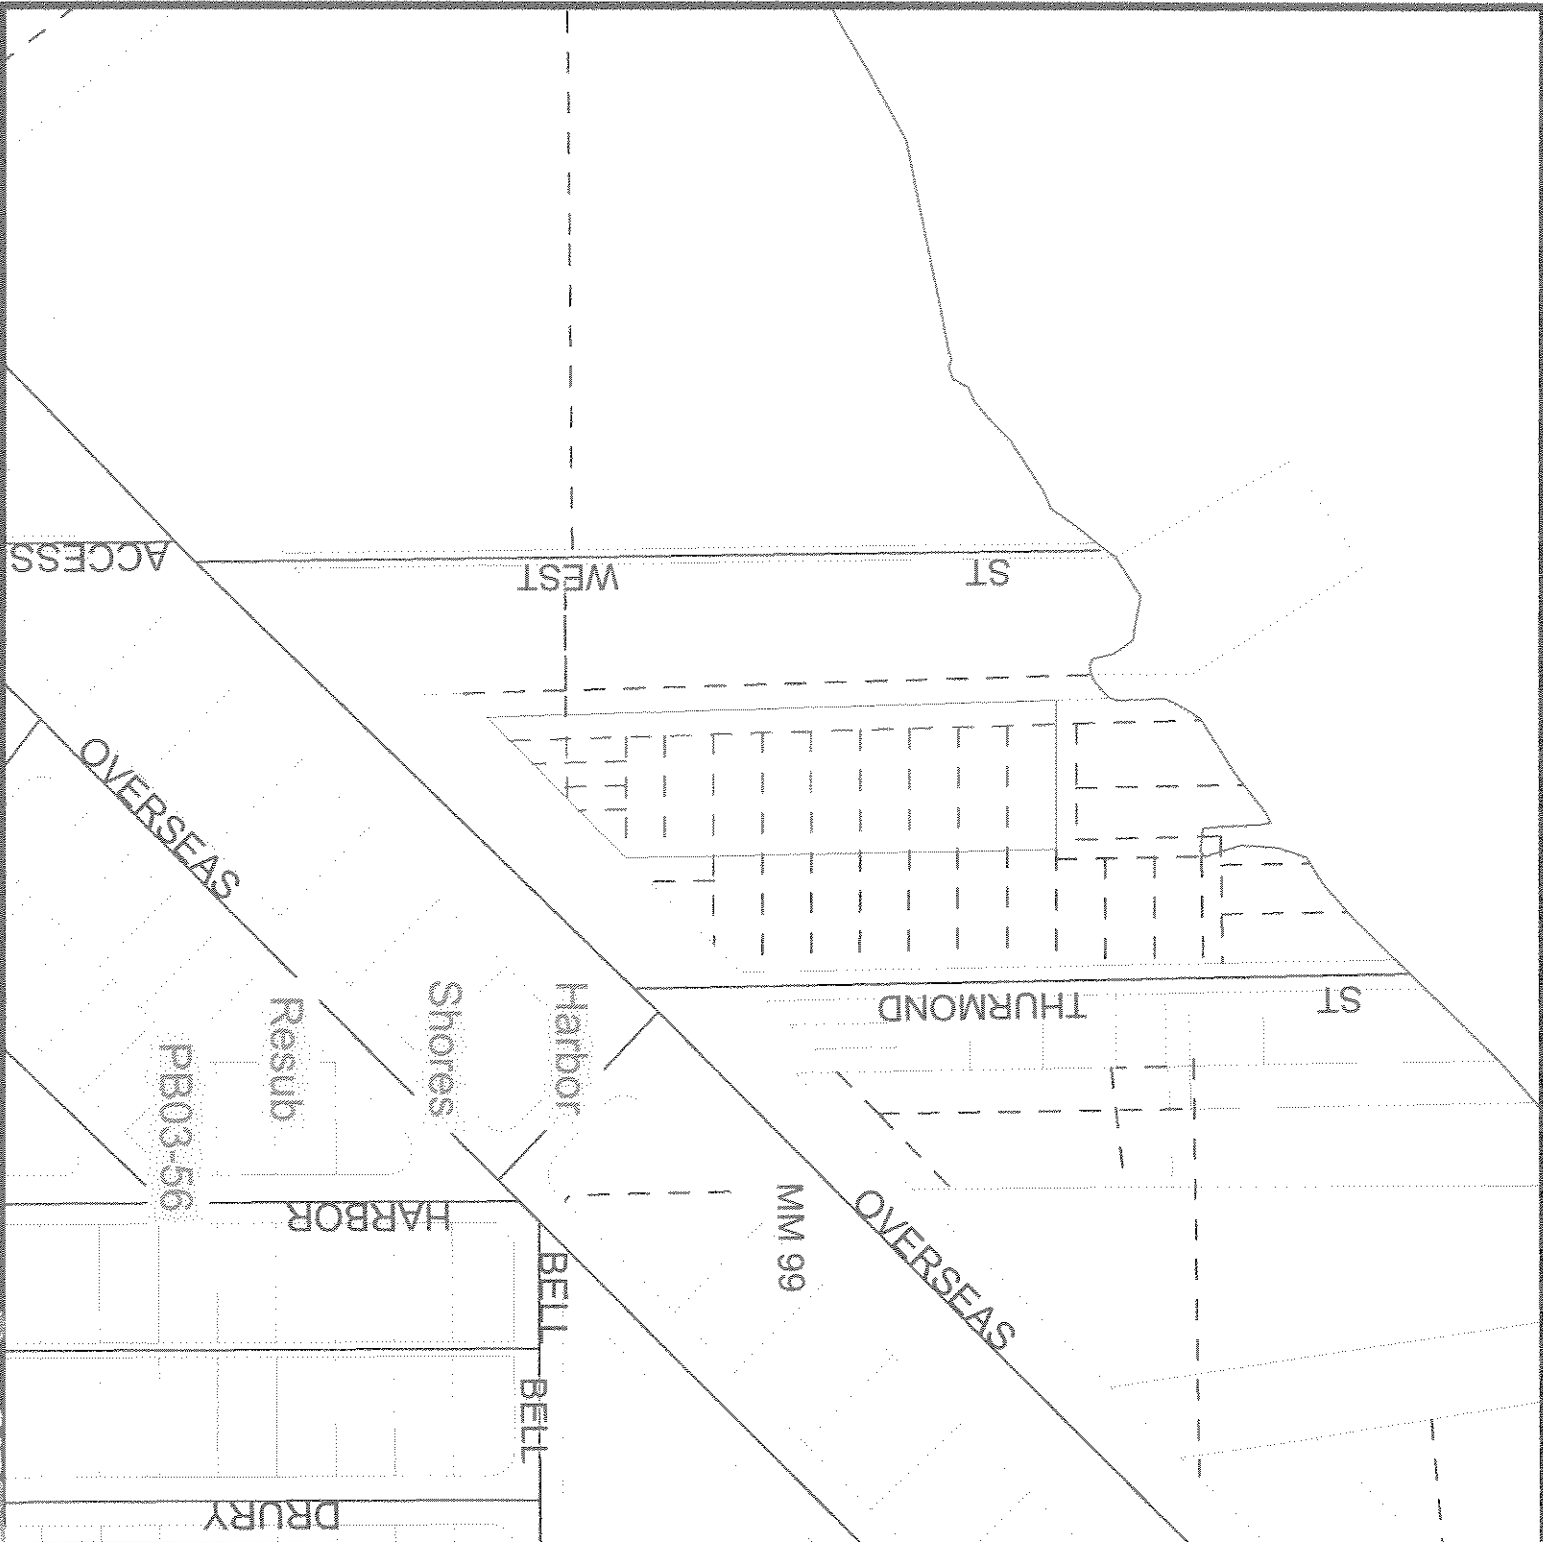 ACCESS
WEST ST
OVERSEAS
THURMOND ST
Harbor
Shores
Resub
PB03-56
HARBOR
MM 99
OVERSEAS
BELL
BELL
DRURY